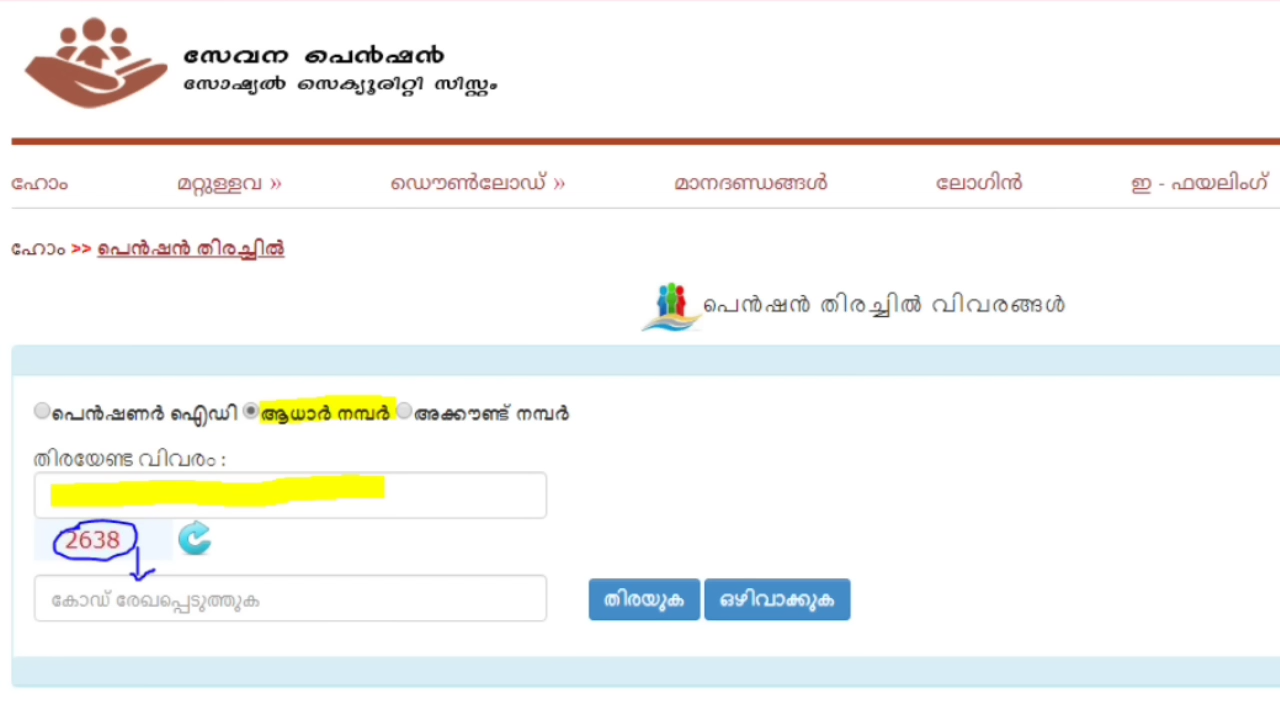 സേവന പെൻഷൻ
സോഷ്യൽ സെക്യൂരിറ്റി സിസ്റ്റം
ഹോം മറ്റുള്ളവ » ഡൌൺലോഡ് » മാനദണ്ഡങ്ങൾ ലോഗിൻ ഇ - ഫയലിംഗ്
ഹോം >> പെൻഷൻ തിരച്ചിൽ
പെൻഷൻ തിരച്ചിൽ വിവരങ്ങൾ
പെൻഷണർ ഐഡി ആധാർ നമ്പർ അക്കൗണ്ട് നമ്പർ
തിരയേണ്ട വിവരം :
2638
കോഡ് രേഖപ്പെടുത്തുക തിരയുക ഒഴിവാക്കുക